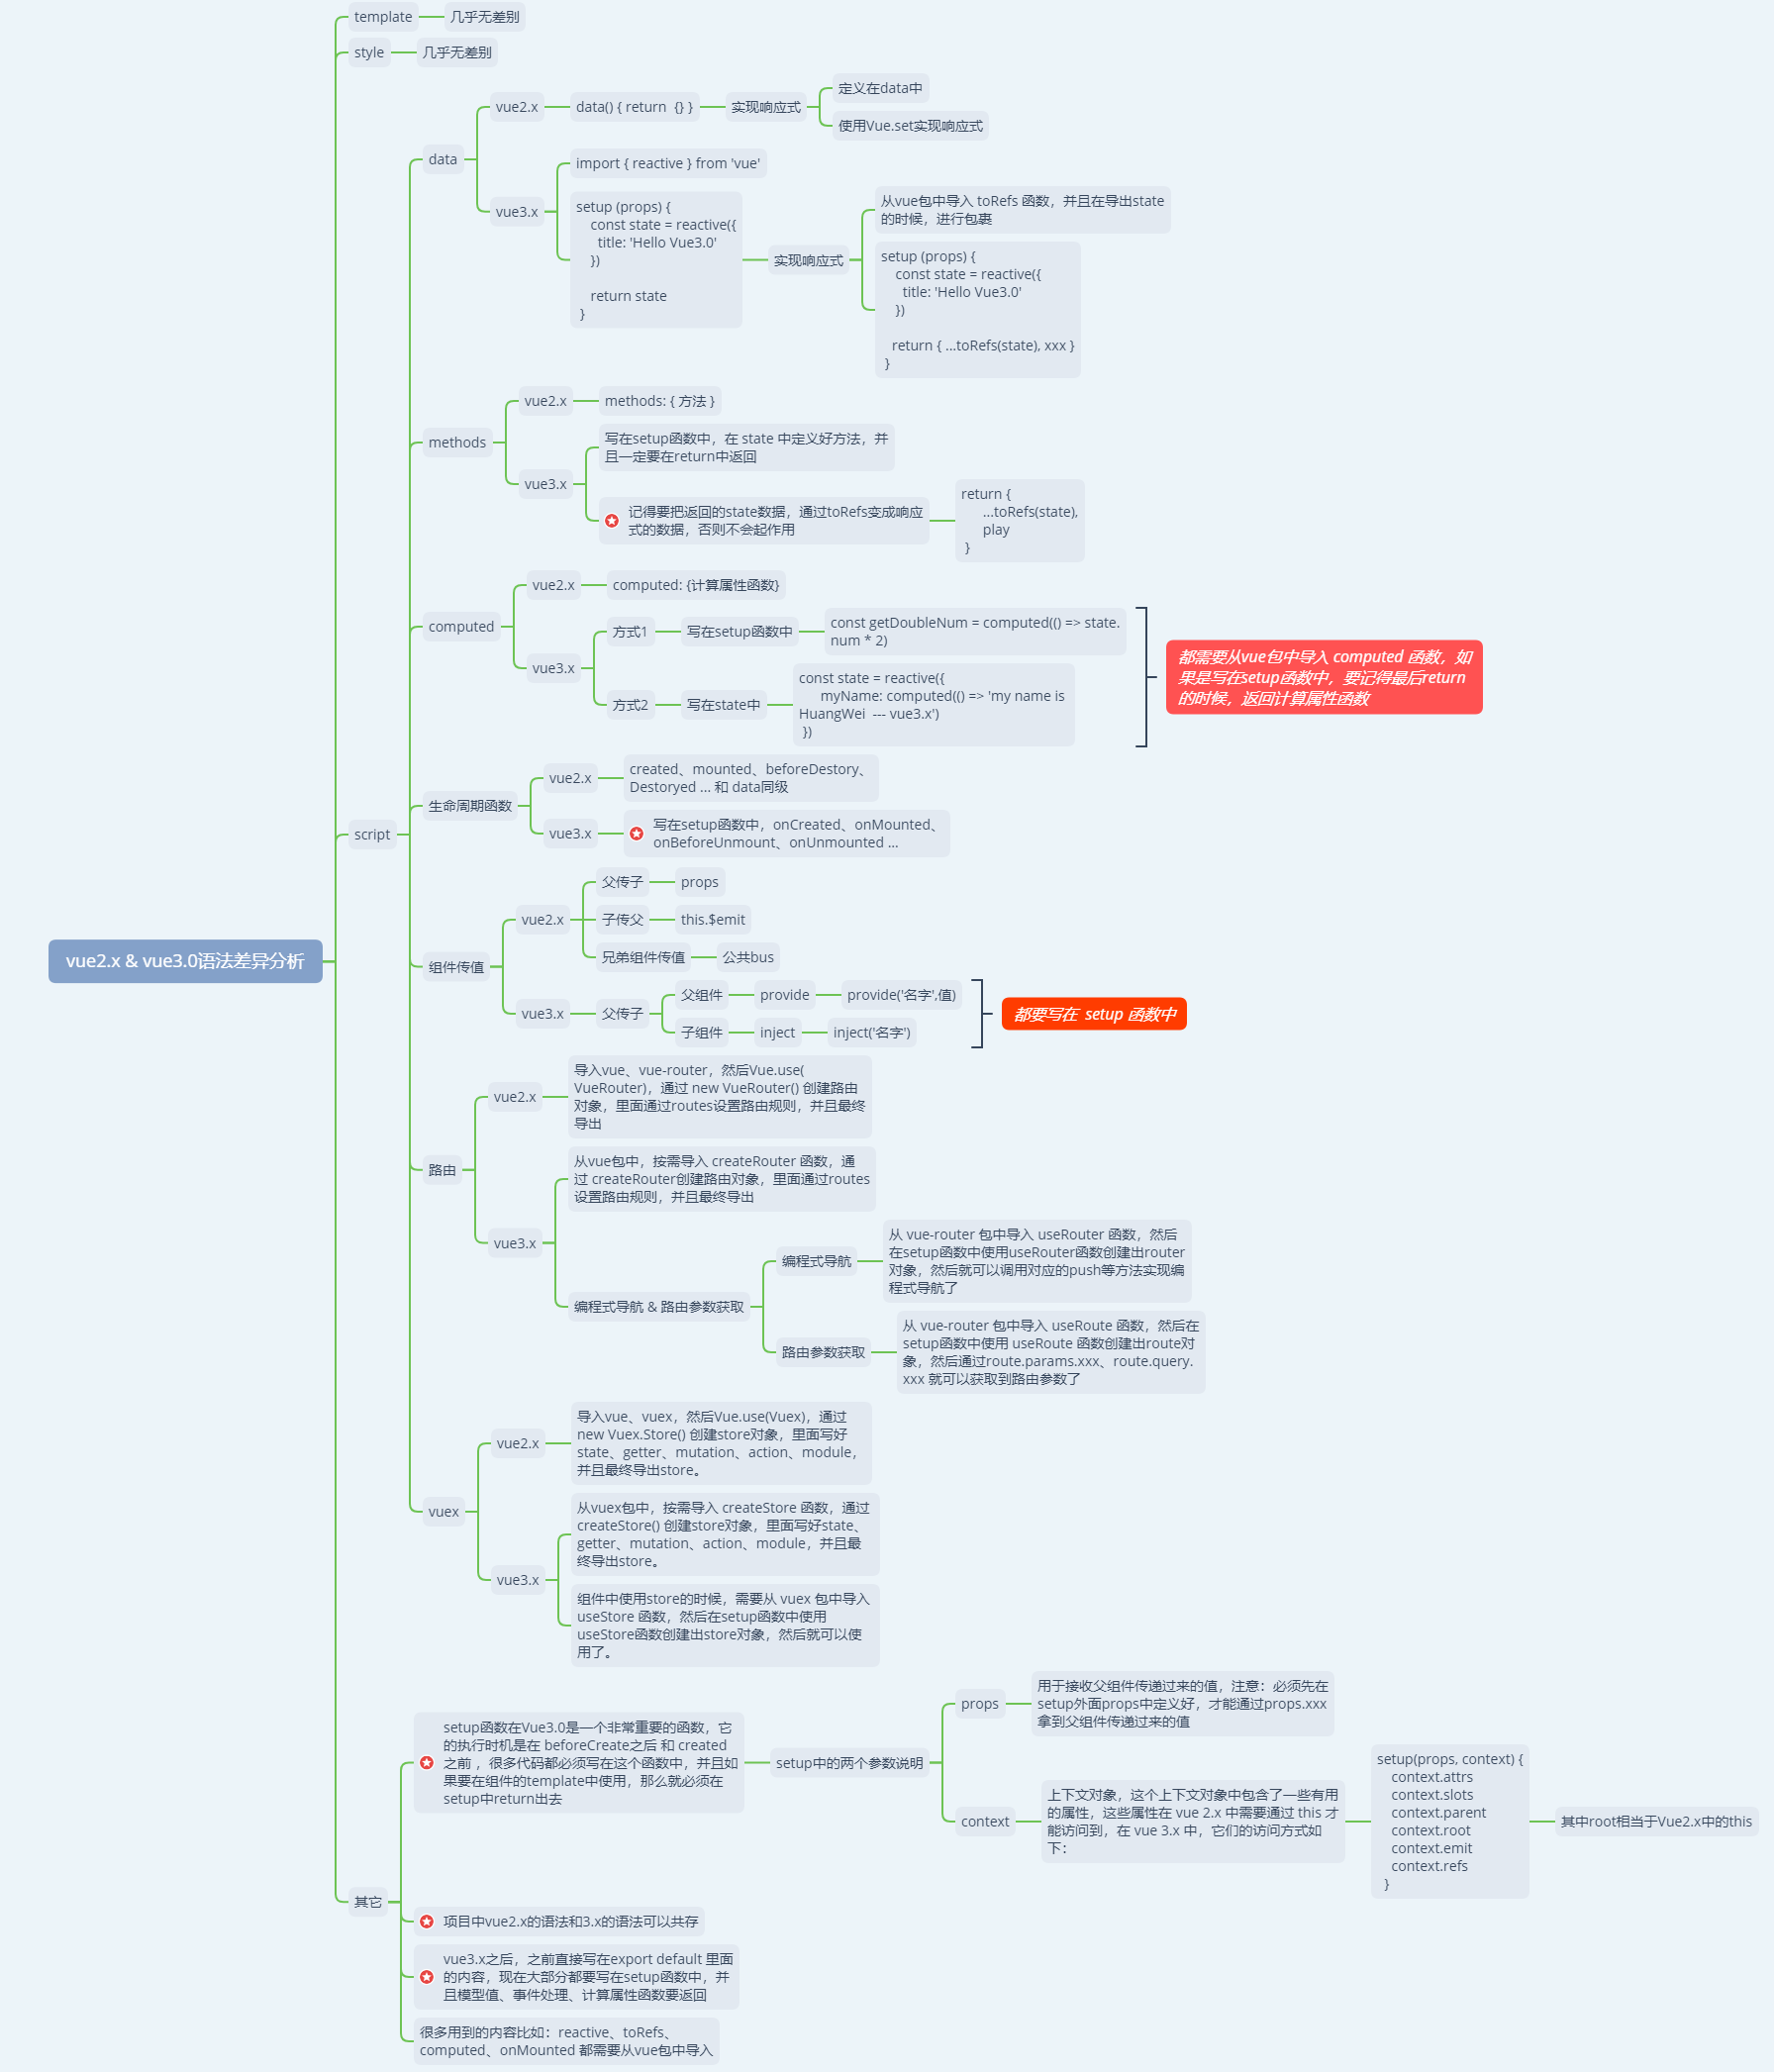 vue2.x & vue3.0语法差异分析
template
几乎无差别
style
几乎无差别
script
data
vue2.x
data() { return  {} }
实现响应式
定义在data中
使用Vue.set实现响应式
vue3.x
import { reactive } from 'vue'
setup (props) {
const state = reactive({
title: 'Hello Vue3.0'
})
return state
}
实现响应式
从vue包中导入 toRefs 函数，并且在导出state
的时候，进行包裹
setup (props) {
const state = reactive({
title: 'Hello Vue3.0'
})
return { ...toRefs(state), xxx }
}
methods
vue2.x
methods: { 方法 }
vue3.x
写在setup函数中，在 state 中定义好方法，并
且一定要在return中返回
记得要把返回的state数据，通过toRefs变成响应
式的数据，否则不会起作用
return {
...toRefs(state),
play
}
computed
vue2.x
computed: {计算属性函数}
vue3.x
方式1
写在setup函数中
const getDoubleNum = computed(() => state.
num * 2)
方式2
写在state中
const state = reactive({
myName: computed(() => 'my name is
HuangWei  --- vue3.x')
})
都需要从vue包中导入 computed 函数，如
果是写在setup函数中，要记得最后return
的时候，返回计算属性函数
生命周期函数
vue2.x
created、mounted、beforeDestory、
Destoryed ... 和 data同级
vue3.x
写在setup函数中，onCreated、onMounted、
onBeforeUnmount、onUnmounted ...
组件传值
vue2.x
父传子
props
子传父
this.$emit
兄弟组件传值
公共bus
vue3.x
父传子
父组件
provide
provide('名字',值)
子组件
inject
inject('名字')
都要写在 setup 函数中
路由
vue2.x
导入vue、vue-router，然后Vue.use(
VueRouter)，通过 new VueRouter() 创建路由
对象，里面通过routes设置路由规则，并且最终
导出
vue3.x
从vue包中，按需导入 createRouter 函数，通
过 createRouter创建路由对象，里面通过routes
设置路由规则，并且最终导出
编程式导航 & 路由参数获取
编程式导航
从 vue-router 包中导入 useRouter 函数，然后
在setup函数中使用useRouter函数创建出router
对象，然后就可以调用对应的push等方法实现编
程式导航了
路由参数获取
从 vue-router 包中导入 useRoute 函数，然后在
setup函数中使用 useRoute 函数创建出route对
象，然后通过route.params.xxx、route.query.
xxx 就可以获取到路由参数了
vuex
vue2.x
导入vue、vuex，然后Vue.use(Vuex)，通过
new Vuex.Store() 创建store对象，里面写好
state、getter、mutation、action、module，
并且最终导出store。
vue3.x
从vuex包中，按需导入 createStore 函数，通过
createStore() 创建store对象，里面写好state、
getter、mutation、action、module，并且最
终导出store。
组件中使用store的时候，需要从 vuex 包中导入
useStore 函数，然后在setup函数中使用
useStore函数创建出store对象，然后就可以使
用了。
其它
setup函数在Vue3.0是一个非常重要的函数，它
的执行时机是在 beforeCreate之后 和 created
之前 ，很多代码都必须写在这个函数中，并且如
果要在组件的template中使用，那么就必须在
setup中return出去
setup中的两个参数说明
props
用于接收父组件传递过来的值，注意：必须先在
setup外面props中定义好，才能通过props.xxx
拿到父组件传递过来的值
context
上下文对象，这个上下文对象中包含了一些有用
的属性，这些属性在 vue 2.x 中需要通过 this 才
能访问到，在 vue 3.x 中，它们的访问方式如
下：
setup(props, context) {
context.attrs
context.slots
context.parent
context.root
context.emit
context.refs
}
其中root相当于Vue2.x中的this
项目中vue2.x的语法和3.x的语法可以共存
vue3.x之后，之前直接写在export default 里面
的内容，现在大部分都要写在setup函数中，并
且模型值、事件处理、计算属性函数要返回
很多用到的内容比如：reactive、toRefs、
computed、onMounted 都需要从vue包中导入